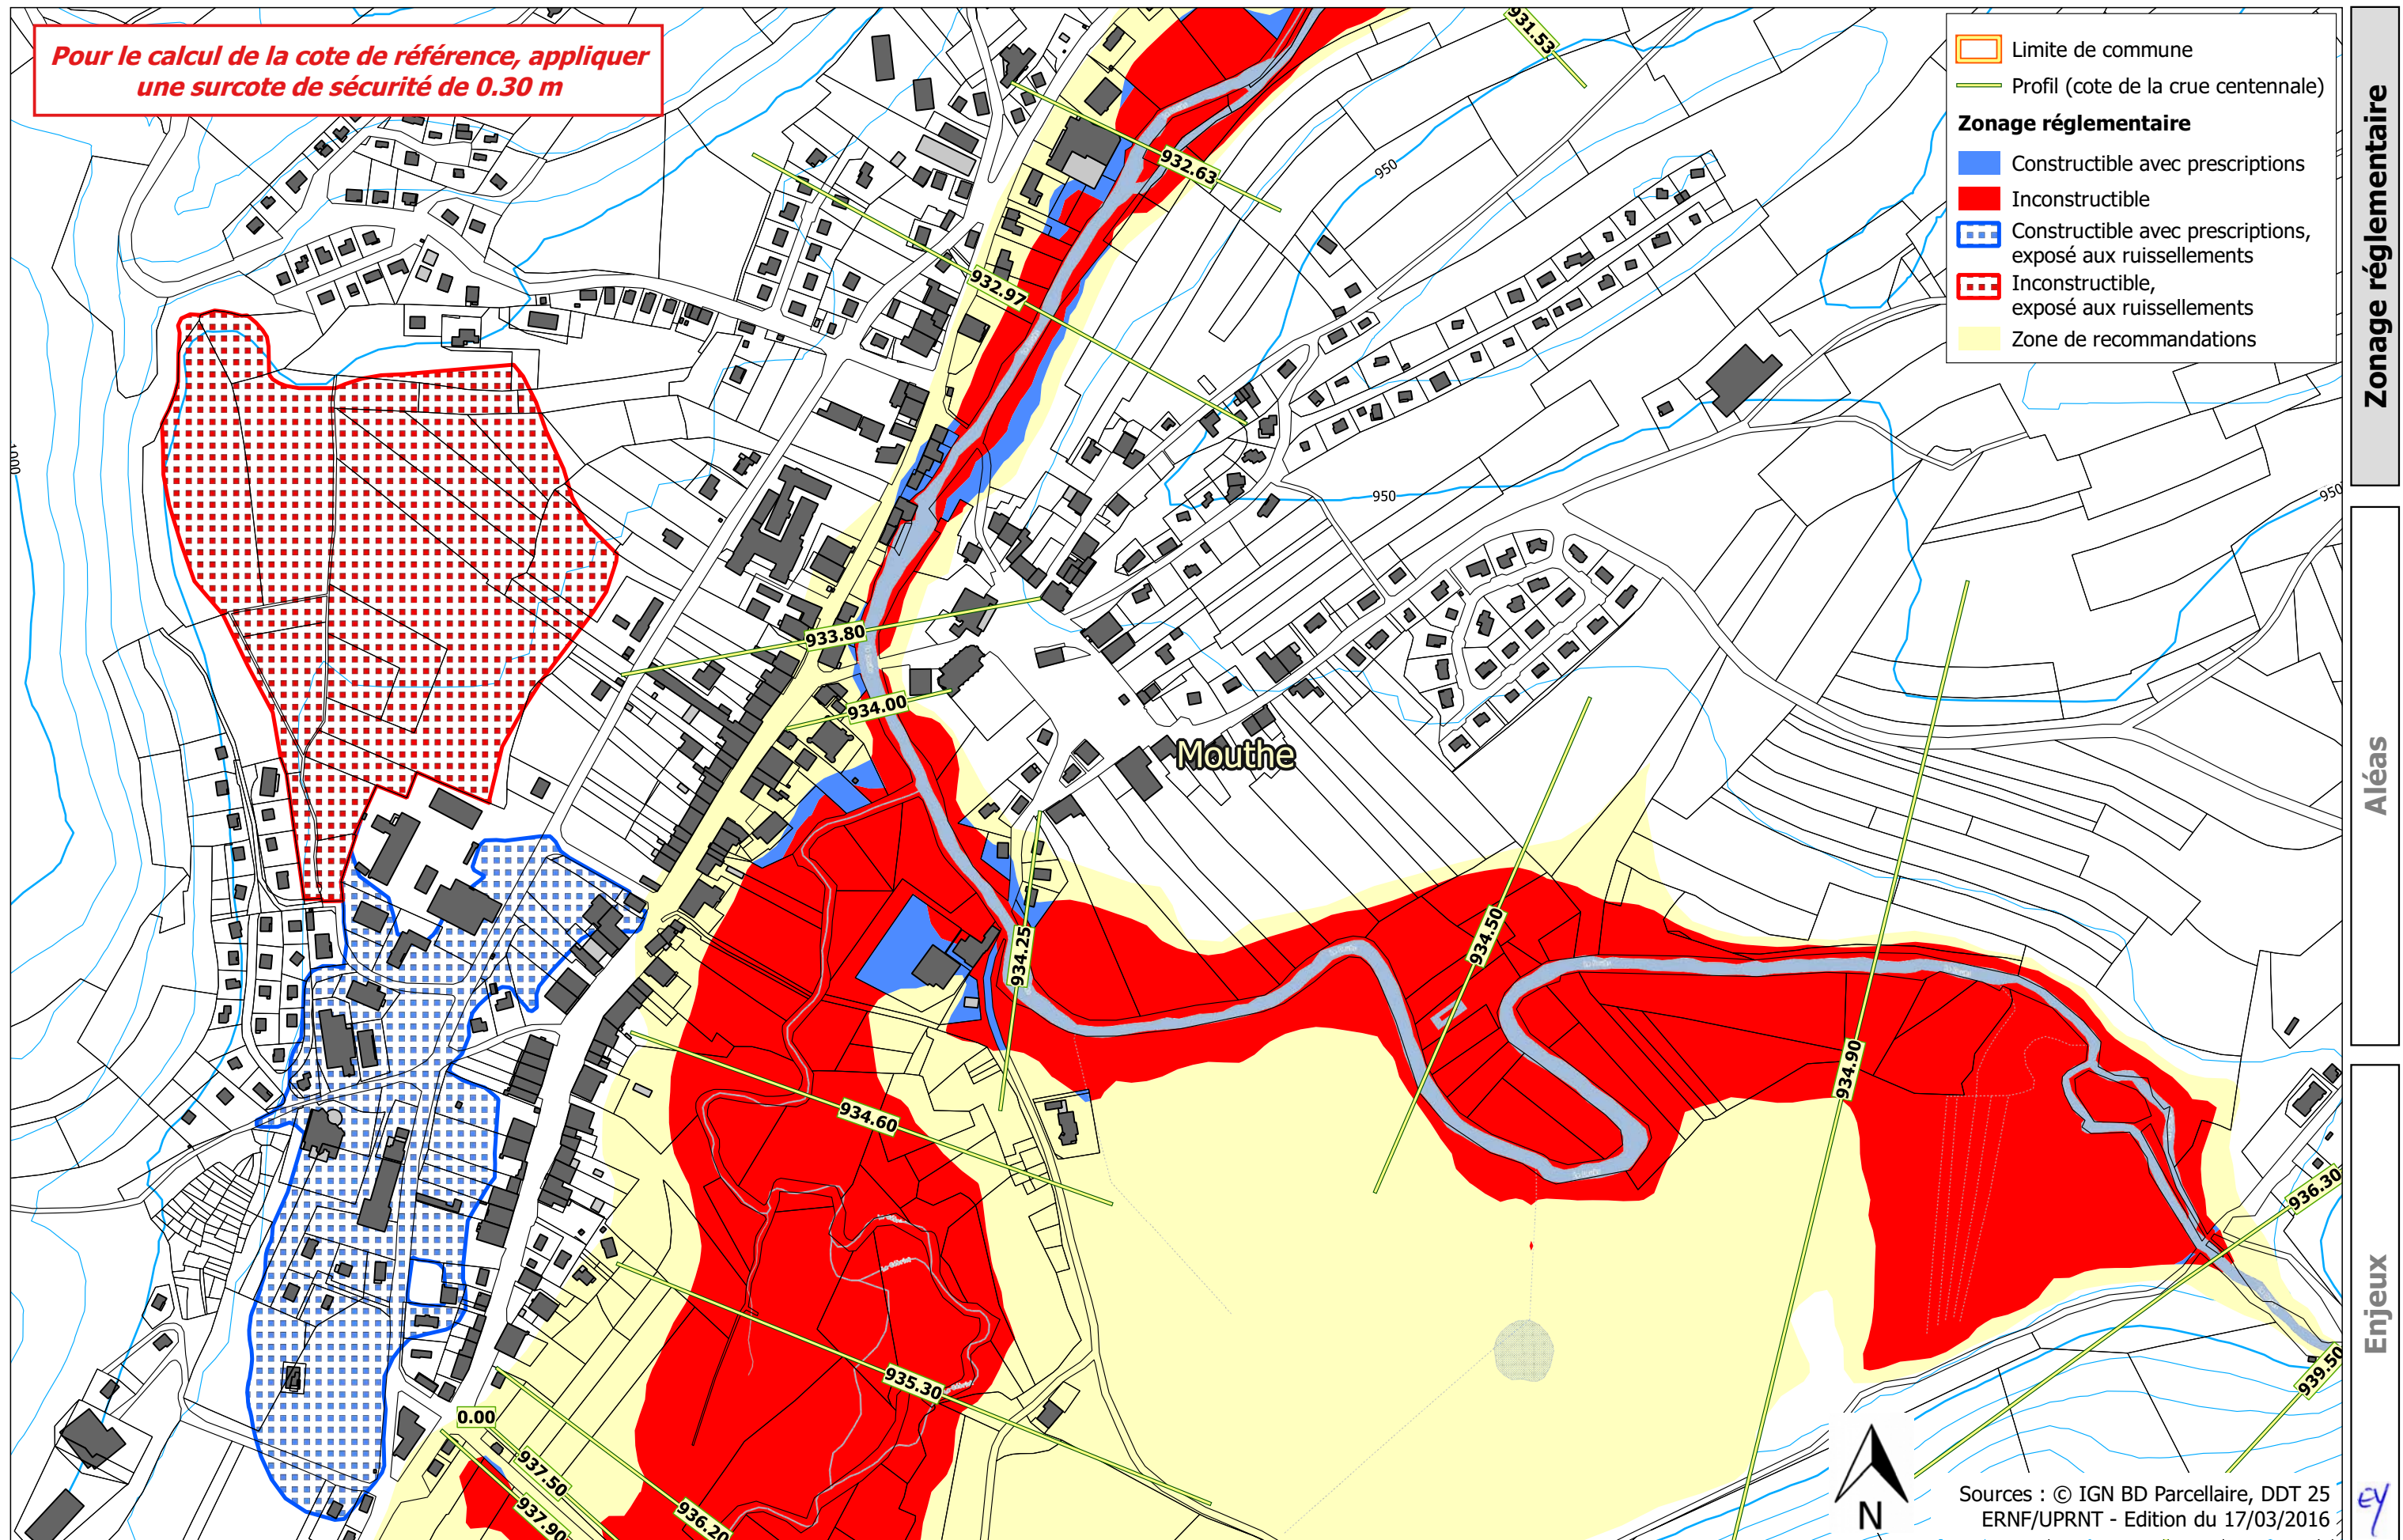 Pour le calcul de la cote de référence, appliquer
une surcote de sécurité de 0.30 m
Limite de commune
Profil (cote de la crue centennale)
Zonage réglementaire
Constructible avec prescriptions
Inconstructible
Constructible avec prescriptions,
exposé aux ruissellements
Inconstructible,
exposé aux ruissellements
Zone de recommandations
Zonage réglementaire
Aléas
Enjeux
931.53
932.63
950
932.97
1000
950
950
933.80
934.00
Mouthe
934.25
934.50
934.90
934.60
936.30
935.30
939.50
0.00
937.50
937.90
936.20
N
Sources : © IGN BD Parcellaire, DDT 25
ERNF/UPRNT - Edition du 17/03/2016
EY